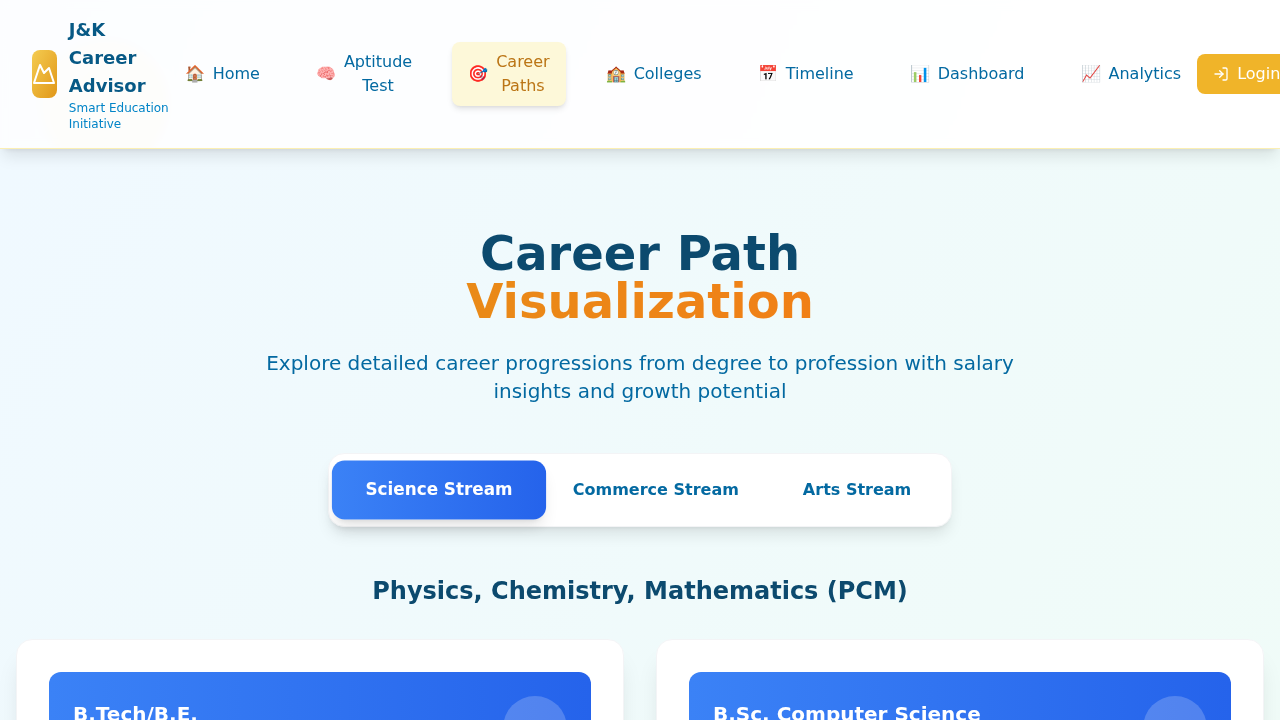 J&K
Career
Advisor
Smart Education
Initiative
Home
Aptitude
Test
Career
Paths
Colleges
Timeline
Dashboard
Analytics
Login
Career Path
Visualization
Explore detailed career progressions from degree to profession with salary
insights and growth potential
Science Stream
Commerce Stream
Arts Stream
Physics, Chemistry, Mathematics (PCM)
B.Tech/B.E.
B.Sc. Computer Science